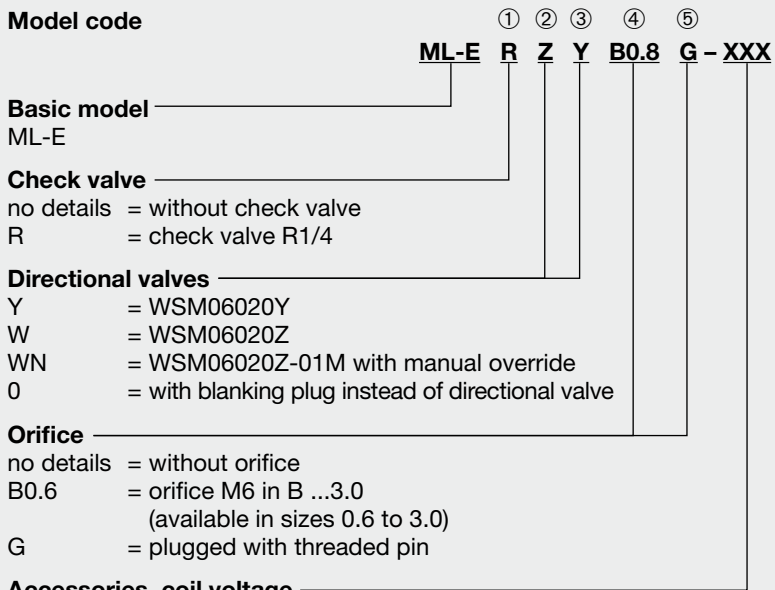 Model code ① ② ③ ④ ⑤
ML-E R Z Y B0.8 G – XXX
Basic model
ML-E
Check valve
no details = without check valve
R = check valve R1/4
Directional valves
Y = WSM06020Y
W = WSM06020Z
WN = WSM06020Z-01M with manual override
0 = with blanking plug instead of directional valve
Orifice
no details = without orifice
B0.6 = orifice M6 in B ...3.0
(available in sizes 0.6 to 3.0)
G = plugged with threaded pin
Accessories, coil voltage